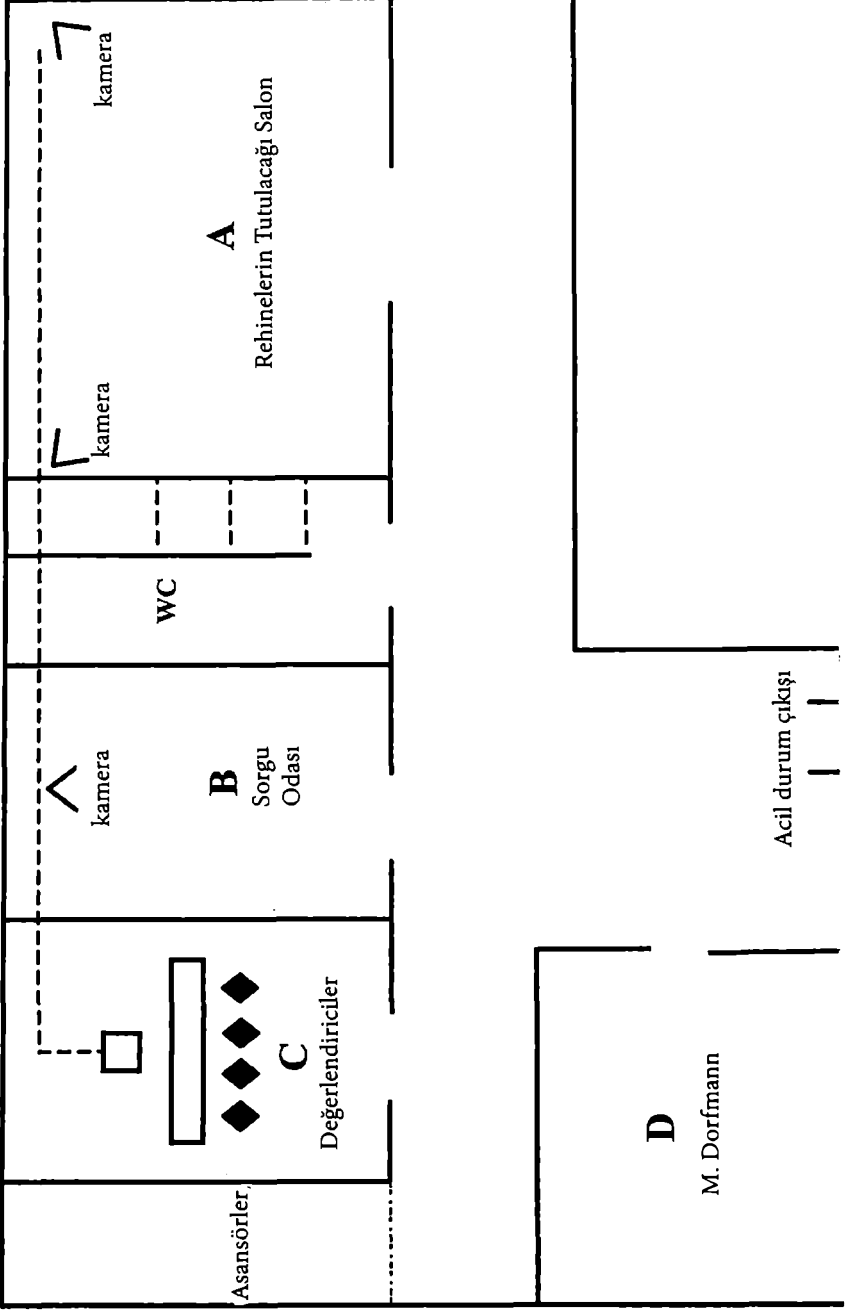 kamera
kamera
A
Rehinelerin Tutulacağı Salon
WC
kamera
B
Sorgu
Odası
C
Değerlendiriciler
Asansörler
D
M. Dorfmann
Acil durum çıkışı